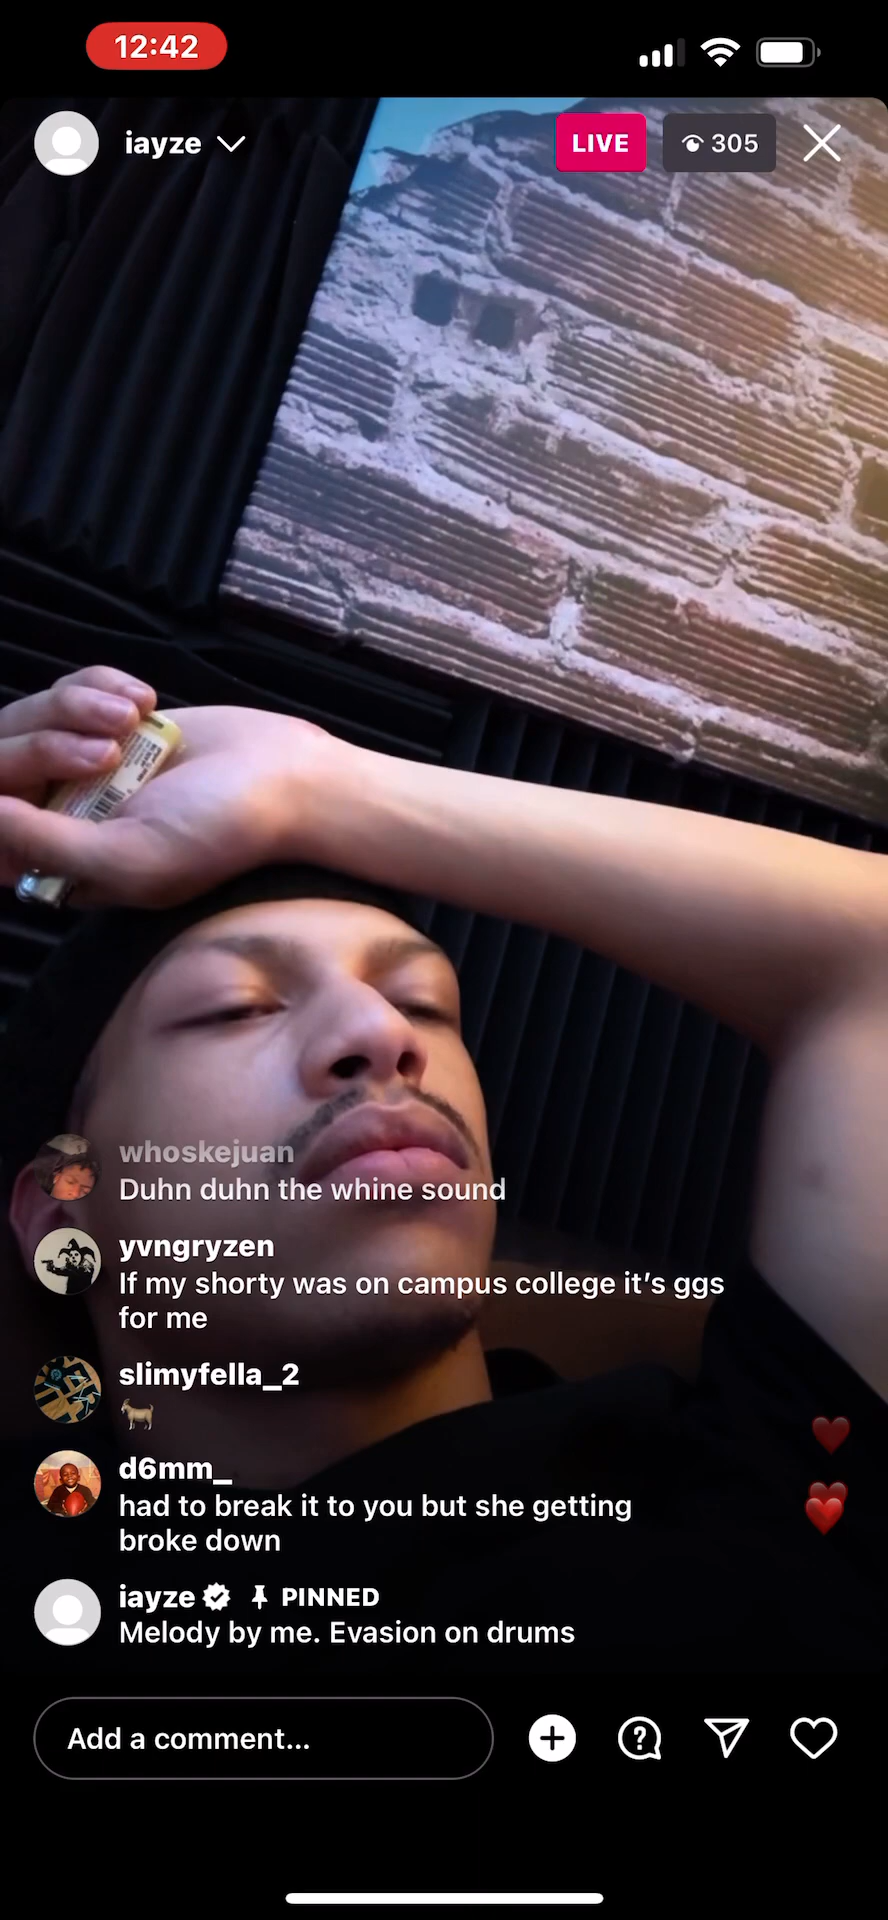 12:42
iayze
LIVE
305
whoskejuan
Duhn duhn the whine sound
yvngryzen
If my shorty was on campus college it’s ggs
for me
slimyfella_2
🐐
d6mm_
had to break it to you but she getting
broke down
iayze PINNED
Melody by me. Evasion on drums
Add a comment...